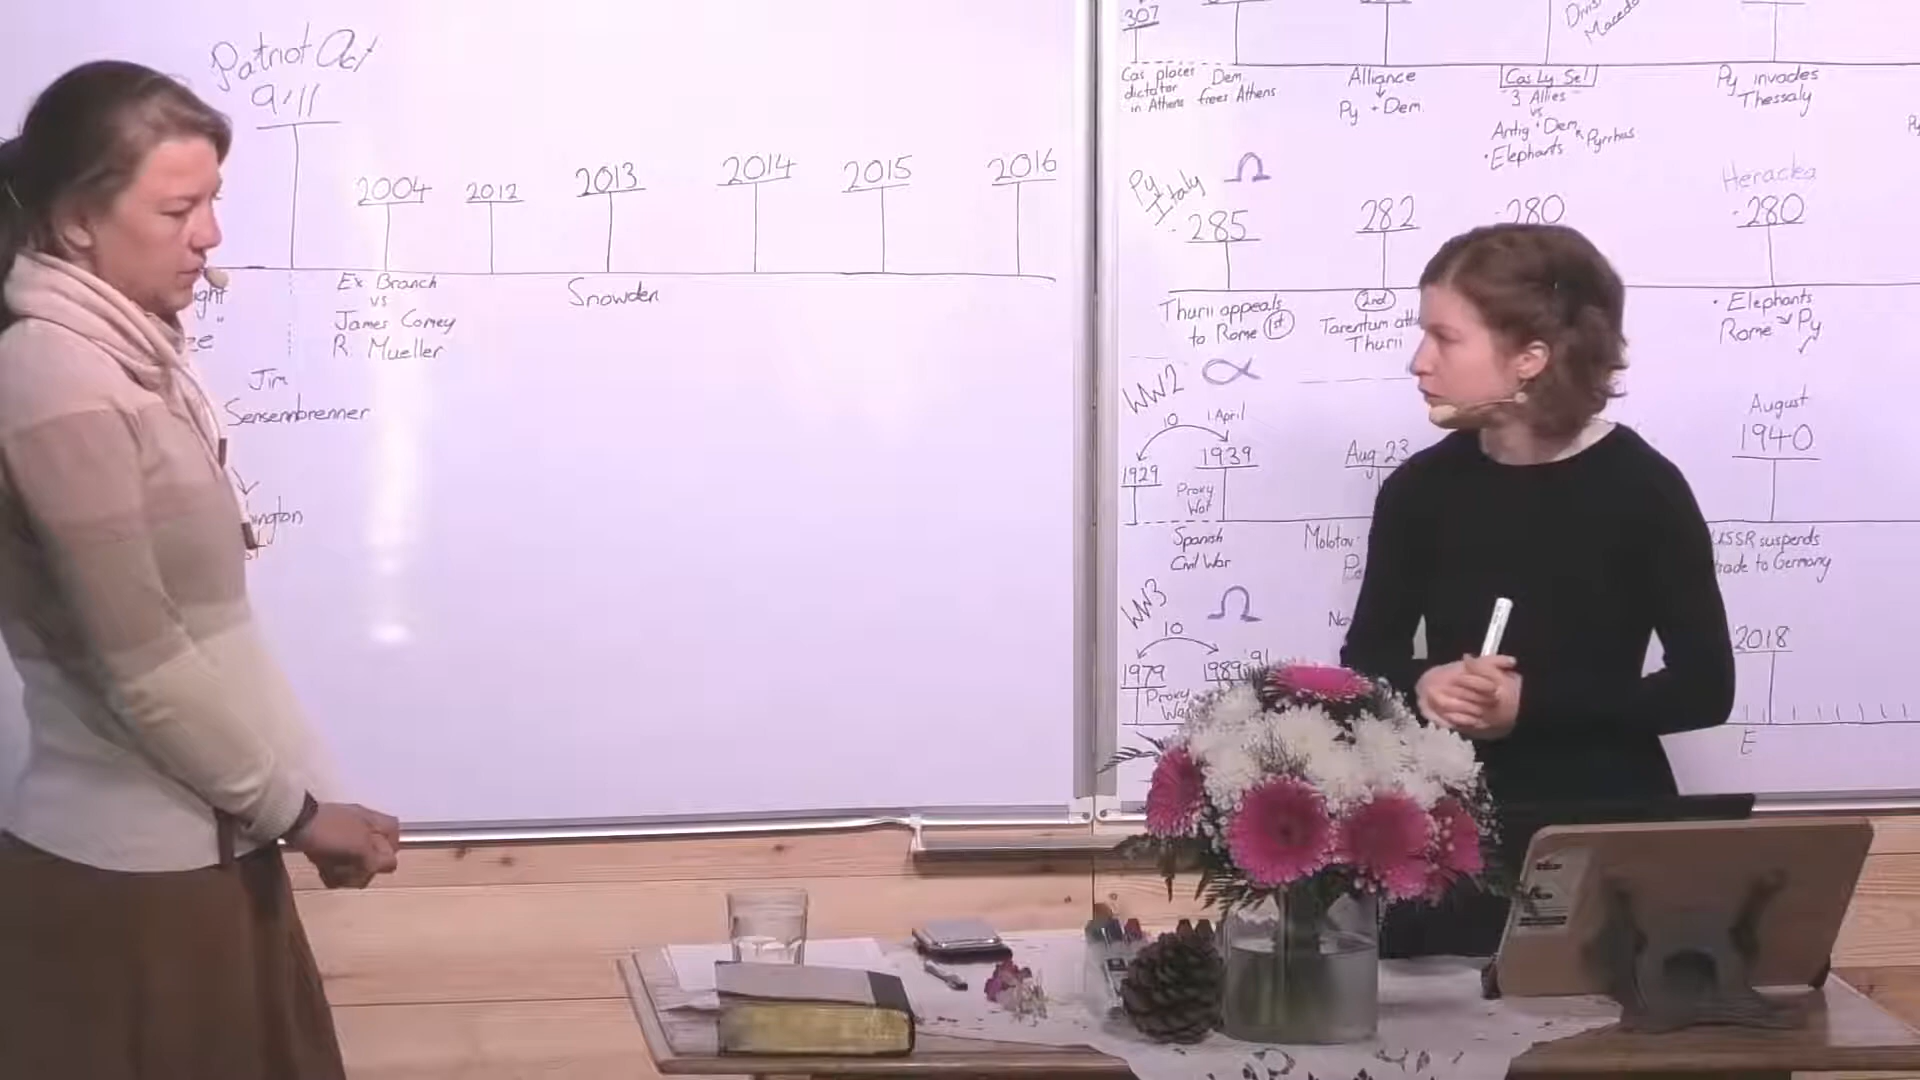 Patriot Act
9/11
2004
2012
2013
2014
2015
2016
Ex Branch
vs
James Comey
R. Mueller
Snowden
Jim
Sensennbrenner
307
Cas places
dictator
in Athens
Dem
frees Athens
Alliance
Py + Dem.
Cas Ly Sel
3 Allies
vs
Antig + Dem Pyrrhus
• Elephants
Py invades
Thessaly
Py
Italy
Ω
-285
282
-280
Heraclea
-280
Thurii appeals
to Rome 1st
2nd
Tarentum
Thurii
• Elephants
Rome Py
WW2
α
10
1 April
1929
1939
Proxy
War
Aug 23
August
1940
Spanish
Civil War
Molotov-
USSR suspends
trade to Germany
WW3
Ω
10
1979
1989-'91
Proxy
War
2018
E